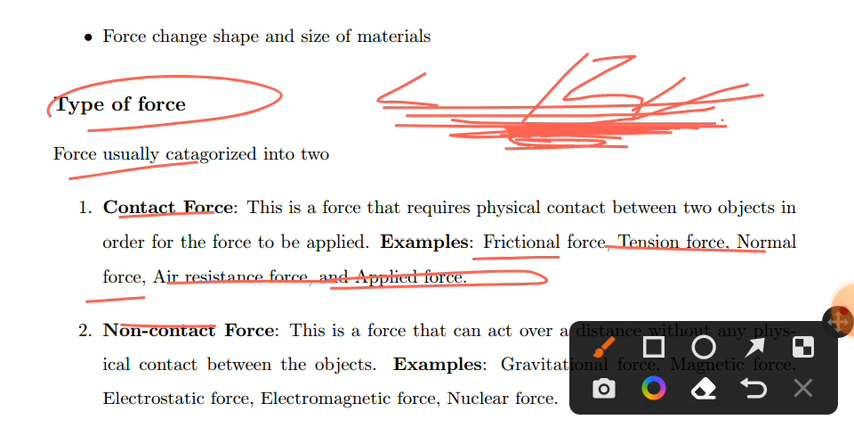 • Force change shape and size of materials
Type of force
Force usually catagorized into two
1. Contact Force: This is a force that requires physical contact between two objects in
order for the force to be applied. Examples: Frictional force, Tension force, Normal
force, Air resistance force, and Applied force.
2. Non-contact Force: This is a force that can act over a distance without any phys-
ical contact between the objects. Examples: Gravitational force, Magnetic force,
Electrostatic force, Electromagnetic force, Nuclear force.